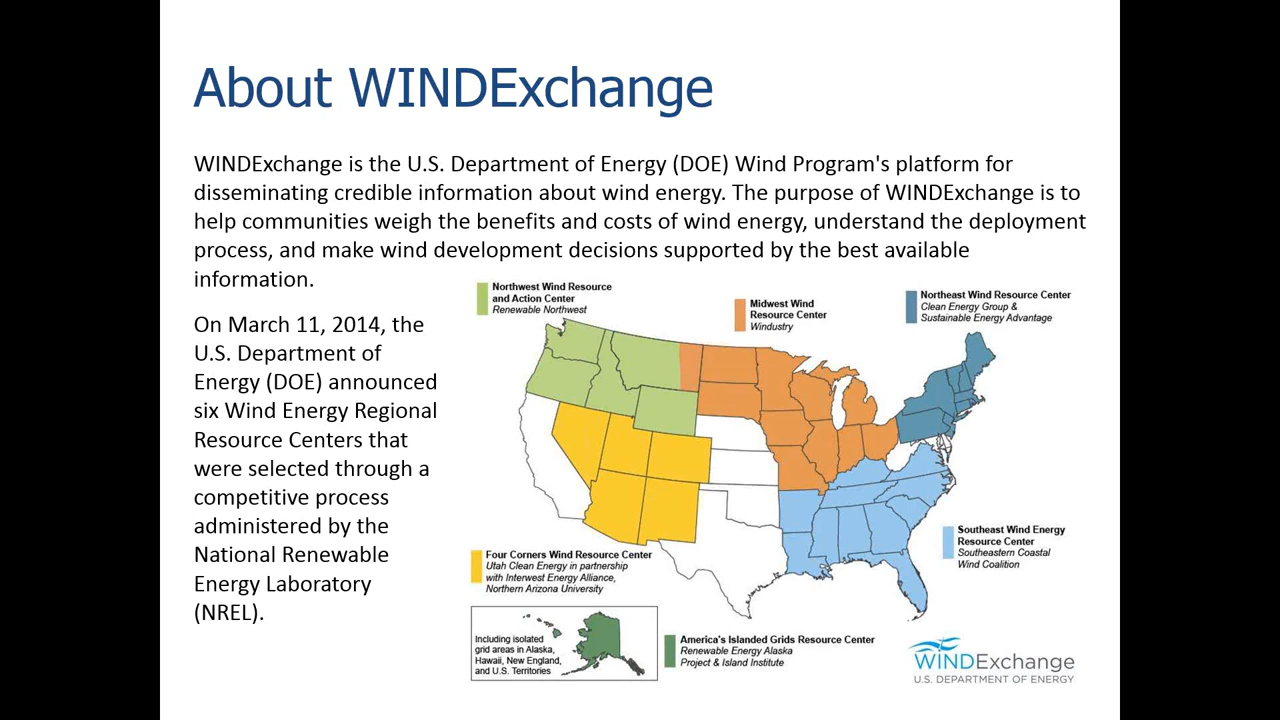 About WINDExchange
WINDExchange is the U.S. Department of Energy (DOE) Wind Program's platform for
disseminating credible information about wind energy. The purpose of WINDExchange is to
help communities weigh the benefits and costs of wind energy, understand the deployment
process, and make wind development decisions supported by the best available
information.
On March 11, 2014, the
U.S. Department of
Energy (DOE) announced
six Wind Energy Regional
Resource Centers that
were selected through a
competitive process
administered by the
National Renewable
Energy Laboratory
(NREL).
Northwest Wind Resource
and Action Center
Renewable Northwest
Midwest Wind
Resource Center
Windustry
Northeast Wind Resource Center
Clean Energy Group &
Sustainable Energy Advantage
Four Corners Wind Resource Center
Utah Clean Energy in partnership
with Interwest Energy Alliance,
Northern Arizona University
Southeast Wind Energy
Resource Center
Southeastern Coastal
Wind Coalition
Including isolated
grid areas in Alaska,
Hawaii, New England,
and U.S. Territories
America's Islanded Grids Resource Center
Renewable Energy Alaska
Project & Island Institute
WINDExchange
U.S. DEPARTMENT OF ENERGY